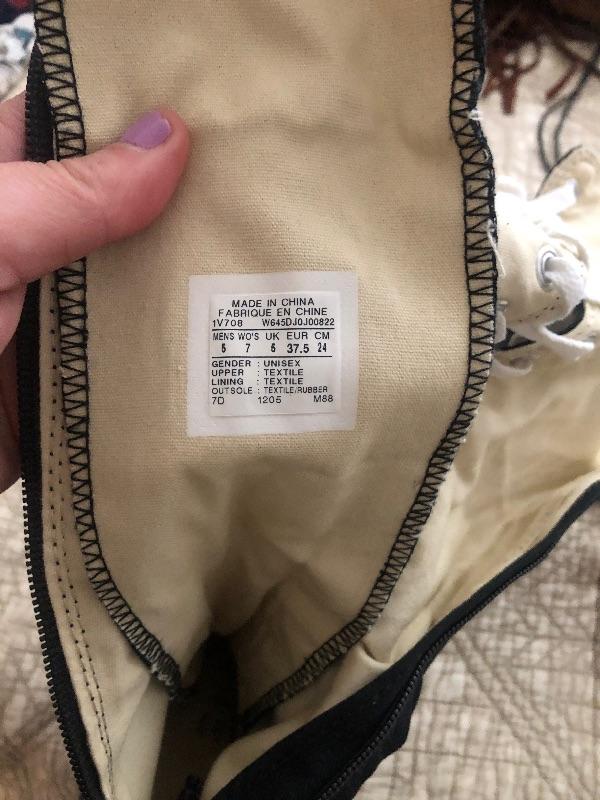 MADE IN CHINA
FABRIQUE EN CHINE
1V708 W645DJ0J00822
MENS WO'S UK EUR CM
5 7 5 37.5 24
GENDER : UNISEX
UPPER : TEXTILE
LINING : TEXTILE
OUTSOLE : TEXTILE/RUBBER
7D 1205 M88